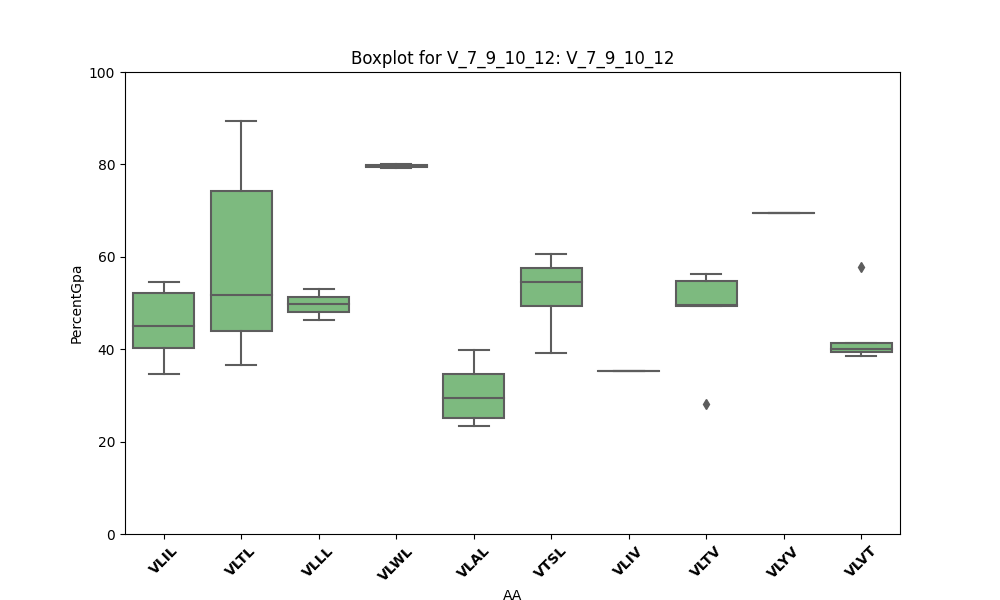 Boxplot for V_7_9_10_12: V_7_9_10_12
PercentGpa
100
80
60
40
20
0
VLIL VLTL VLLL VLWL VLAL VTSL VLIV VLTV VLYV VLVT
AA